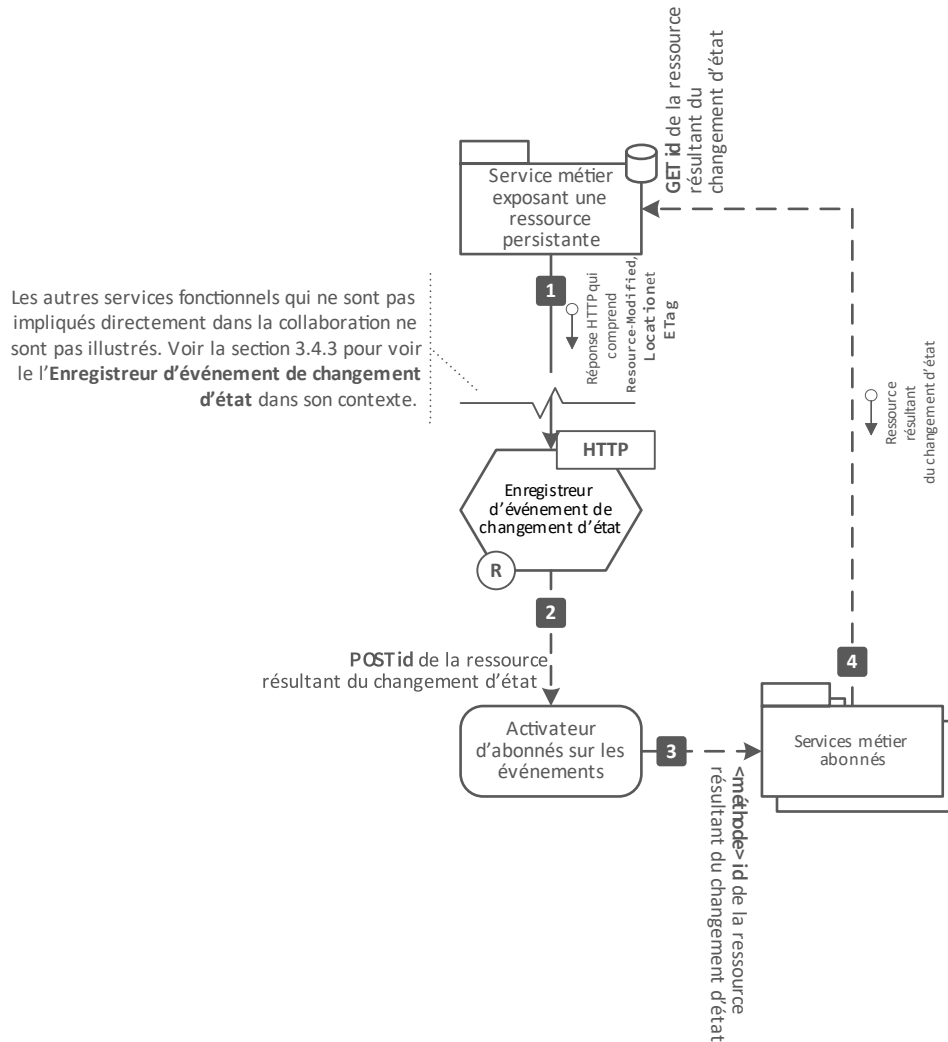 GET id de la ressource
résultant du
changement d'état
Service métier
exposant une
ressource
persistante
1
Réponse HTTP qui
comprend
Resource-Modified,
Location et
ETag
Les autres services fonctionnels qui ne sont pas
impliqués directement dans la collaboration ne
sont pas illustrés. Voir la section 3.4.3 pour voir
le l'Enregistreur d'événement de changement
d'état dans son contexte.
HTTP
Enregistreur
d'événement de
changement d'état
R
2
POST id de la ressource
résultant du changement d'état
Activateur
d'abonnés sur les
événements
3
<méthode> id de la ressource
résultant du changement d'état
Services métier
abonnés
4
Ressource
résultant
du changement d'état